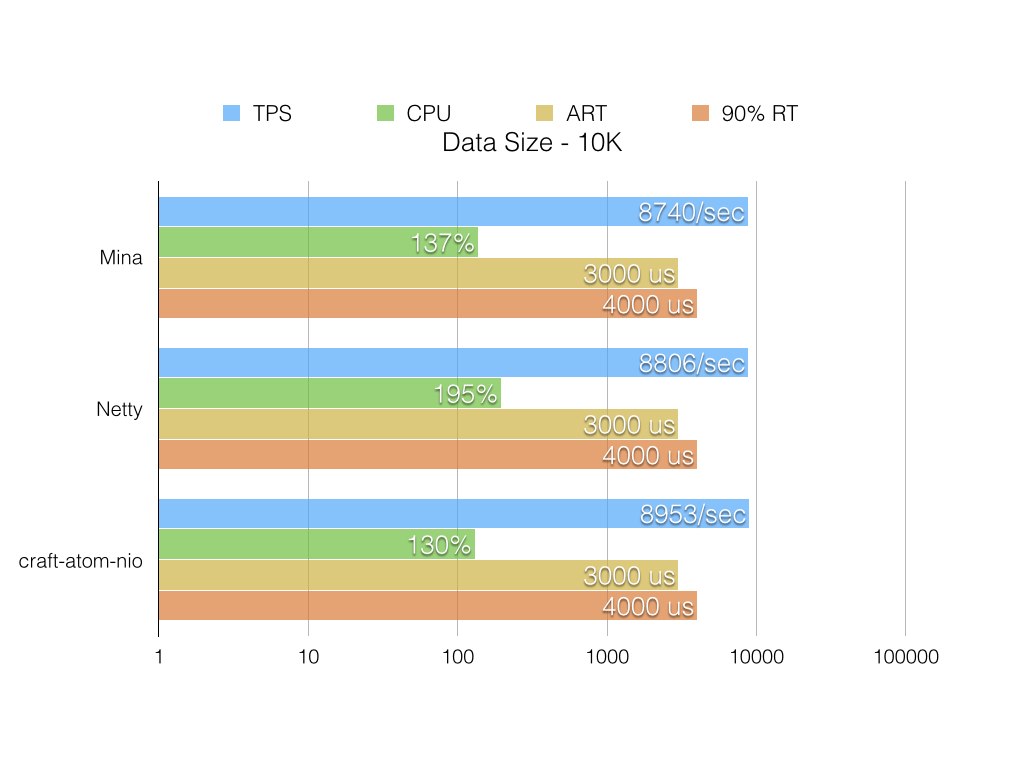 TPS CPU ART 90% RT
Data Size - 10K
8740/sec
137%
Mina
3000 us
4000 us
8806/sec
195%
Netty
3000 us
4000 us
8953/sec
130%
craft-atom-nio
3000 us
4000 us
1 10 100 1000 10000 100000